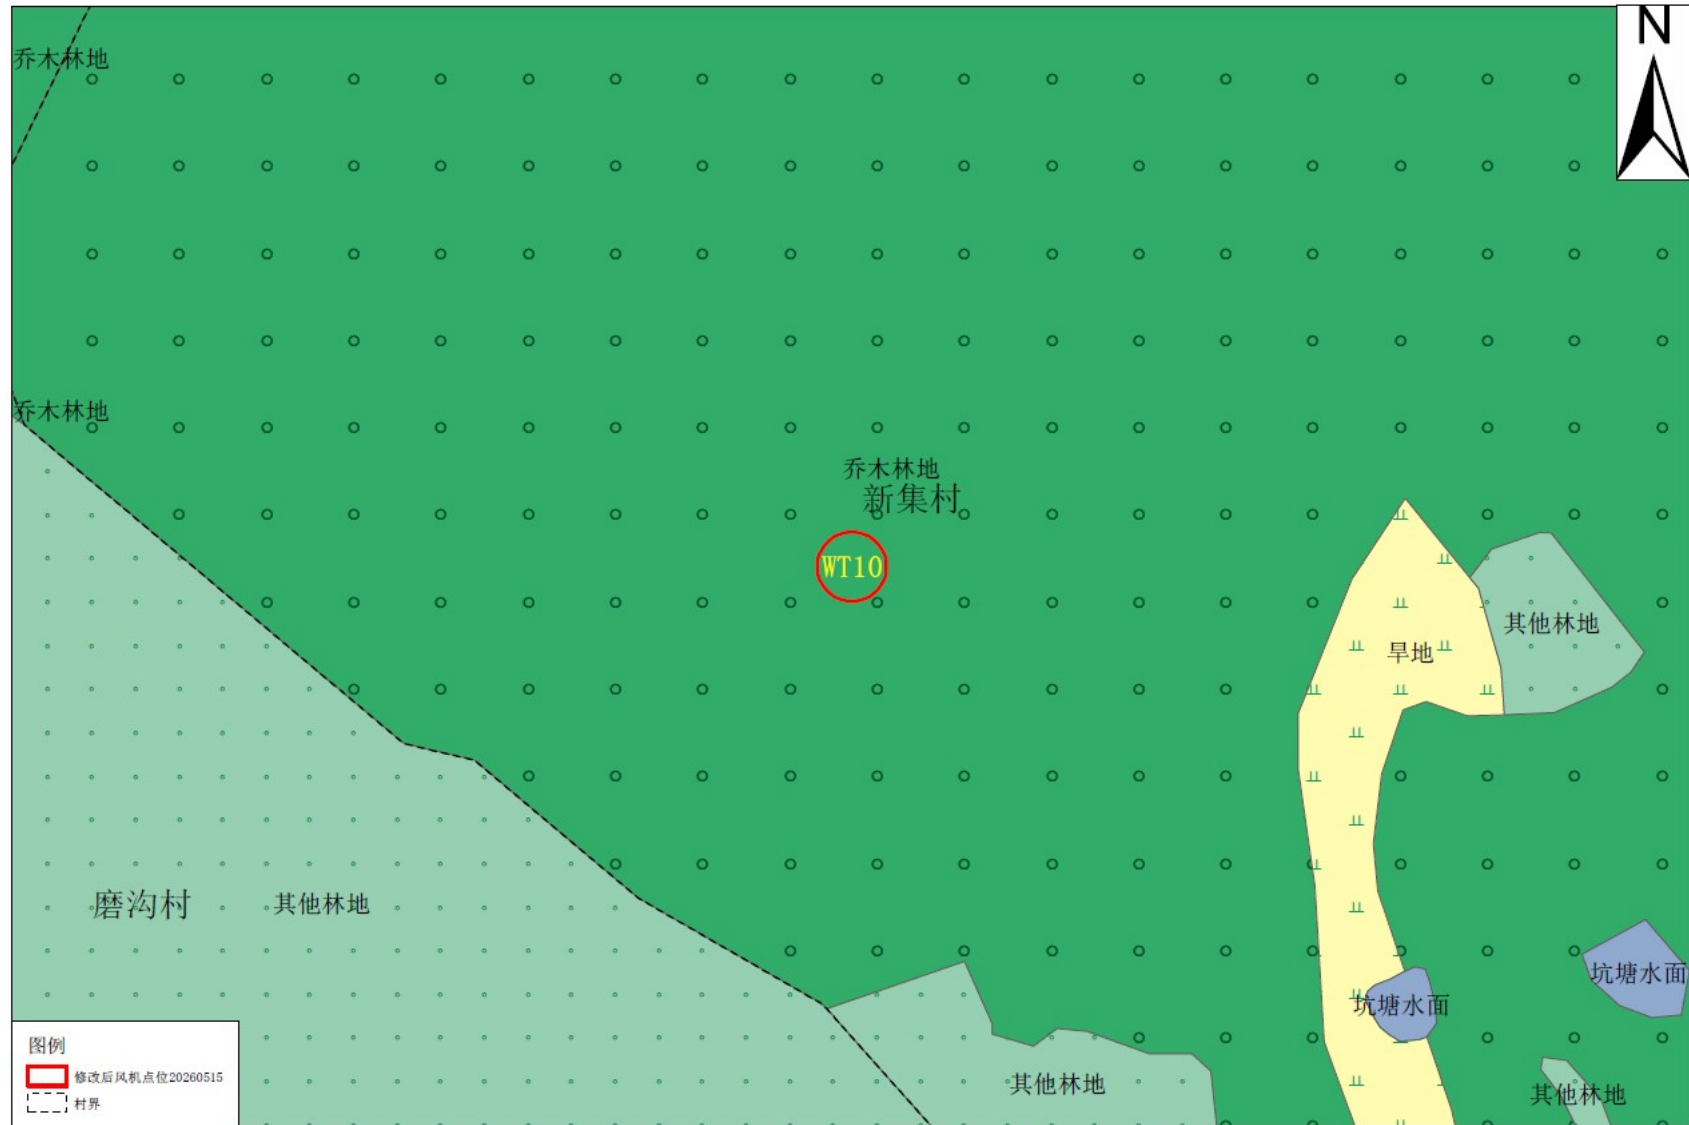 N
乔木林地
乔木林地
乔木林地
新集村
WT10
其他林地
旱地
磨沟村
其他林地
坑塘水面
坑塘水面
其他林地
其他林地
图例
修改后风机点位20260515
村界